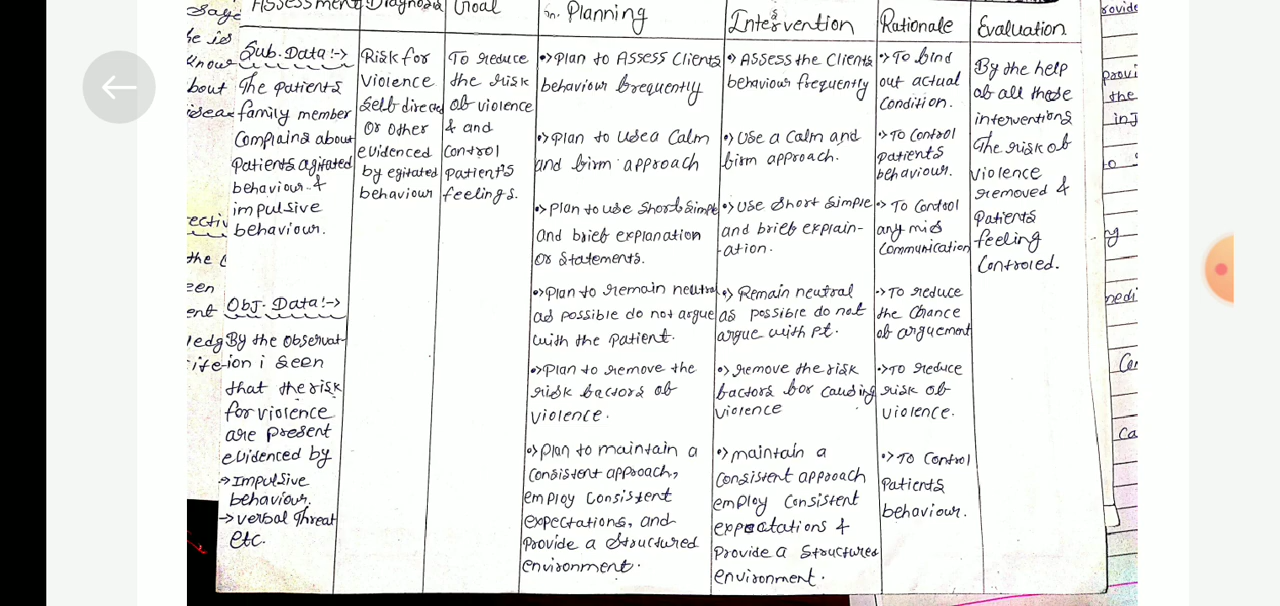 Assessment
Diagnosis
Goal
Planning
Intervention
Rationale
Evaluation
Sub. Data:->
The Patients
family member
Complains about
Patients agitated
behaviour &
impulsive
behaviour.
Obj. Data:->
By the Observat-
ion i seen
that the risk
for violence
are present
evidenced by
-> Impulsive
behaviour.
-> verbal threat
etc.
Risk for
violence
Self directed
Or other
evidenced
by egitated
behaviour
To reduce
the risk
of violence
& and
Control
Patient's
feelings.
•> Plan to Assess Clients
behaviour frequently
•> Plan to use a Calm
and firm approach
•> Plan to use Short Simple
and brief explanation
Or Statements.
•> Plan to remain neutral
as possible do not argue
with the Patient.
•> Plan to remove the
risk factors of
violence.
•> Plan to maintain a
Consistent approach,
employ Consistent
expectations, and
Provide a Structured
environment.
•> Assess the Clients
behaviour frequently
•> Use a Calm and
firm approach.
•> Use Short Simple
and brief explain-
-ation.
•> Remain neutral
as possible do not
argue with Pt.
•> remove the risk
factors for causing
violence
•> maintain a
Consistent approach
employ Consistent
expectations &
Provide a Structured
environment.
•> To find
out actual
Condition.
•> To Control
Patients
behaviour.
•> To Contool
any mis
Communication
•> To reduce
the Chance
of arguement
•> To reduce
risk of
violence.
•> To Control
Patients
behaviour.
By the help
of all these
interventions
The risk of
violence
removed &
Patients
feeling
Controled.